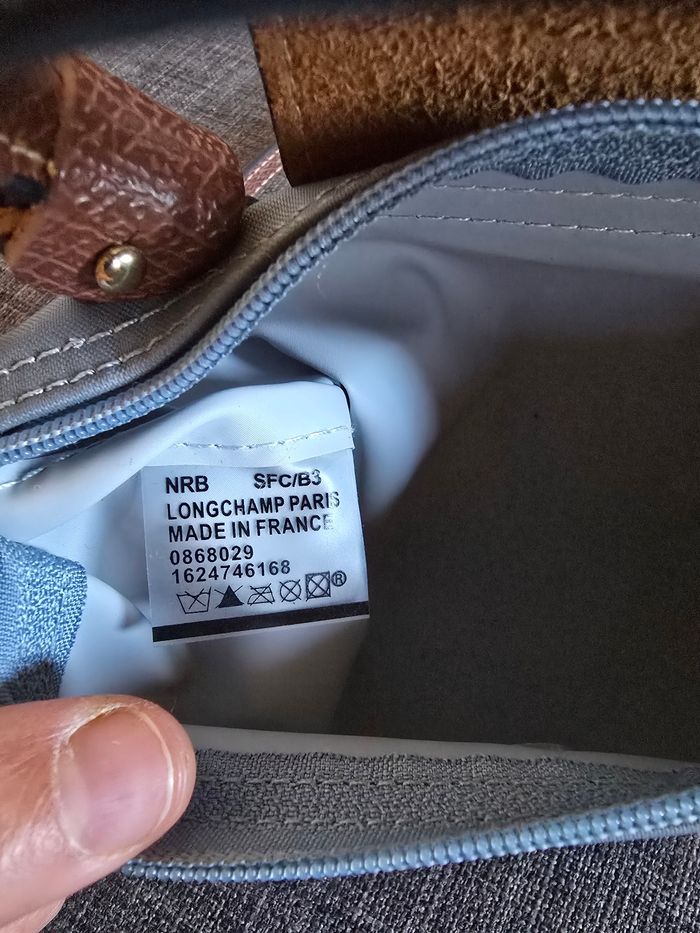 NRB SFC/B3
LONGCHAMP PARIS
MADE IN FRANCE
0868029
1624746168
®